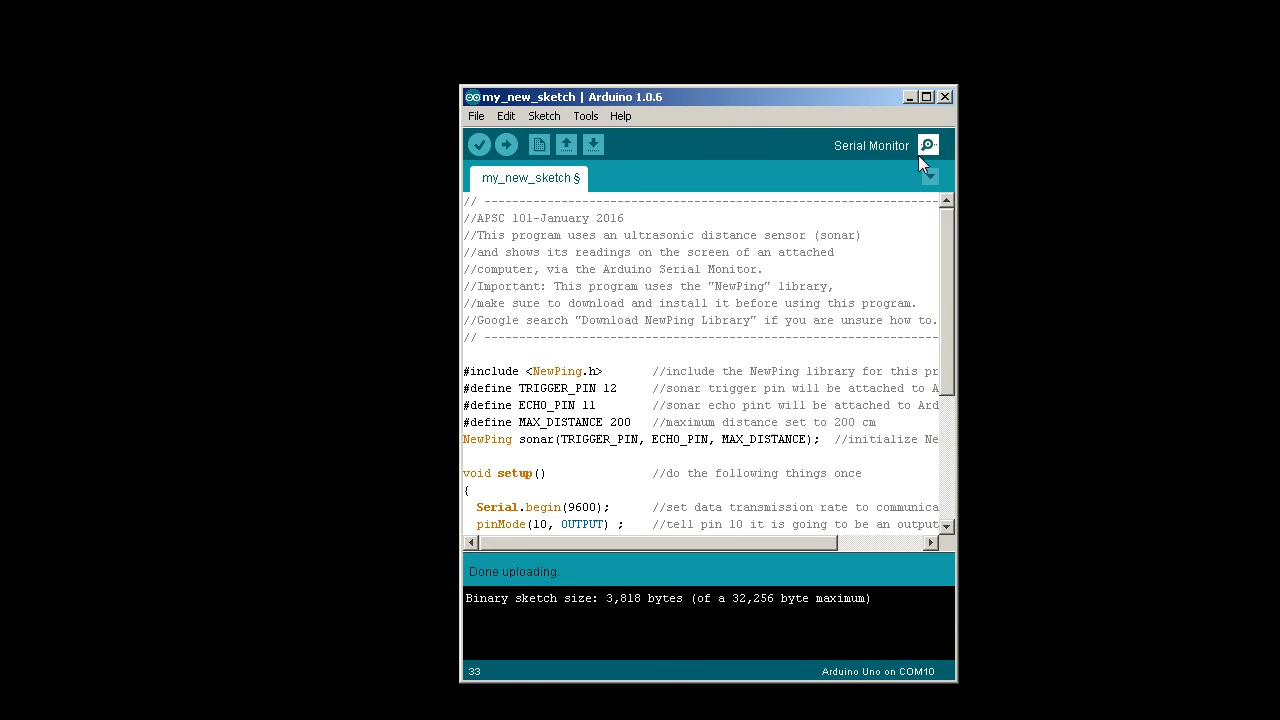 my_new_sketch | Arduino 1.0.6
File Edit Sketch Tools Help
Serial Monitor
my_new_sketch §
// ------------------------------------------------------------------
//APSC 101-January 2016
//This program uses an ultrasonic distance sensor (sonar)
//and shows its readings on the screen of an attached
//computer, via the Arduino Serial Monitor.
//Important: This program uses the "NewPing" library,
//make sure to download and install it before using this program.
//Google search "Download NewPing Library" if you are unsure how to.
// ------------------------------------------------------------------
#include <NewPing.h> //include the NewPing library for this pr
#define TRIGGER_PIN 12 //sonar trigger pin will be attached to A
#define ECHO_PIN 11 //sonar echo pint will be attached to Ard
#define MAX_DISTANCE 200 //maximum distance set to 200 cm
NewPing sonar(TRIGGER_PIN, ECHO_PIN, MAX_DISTANCE); //initialize Ne
void setup() //do the following things once
{
Serial.begin(9600); //set data transmission rate to communica
pinMode(10, OUTPUT) ; //tell pin 10 it is going to be an output
Done uploading.
Binary sketch size: 3,818 bytes (of a 32,256 byte maximum)
33 Arduino Uno on COM10